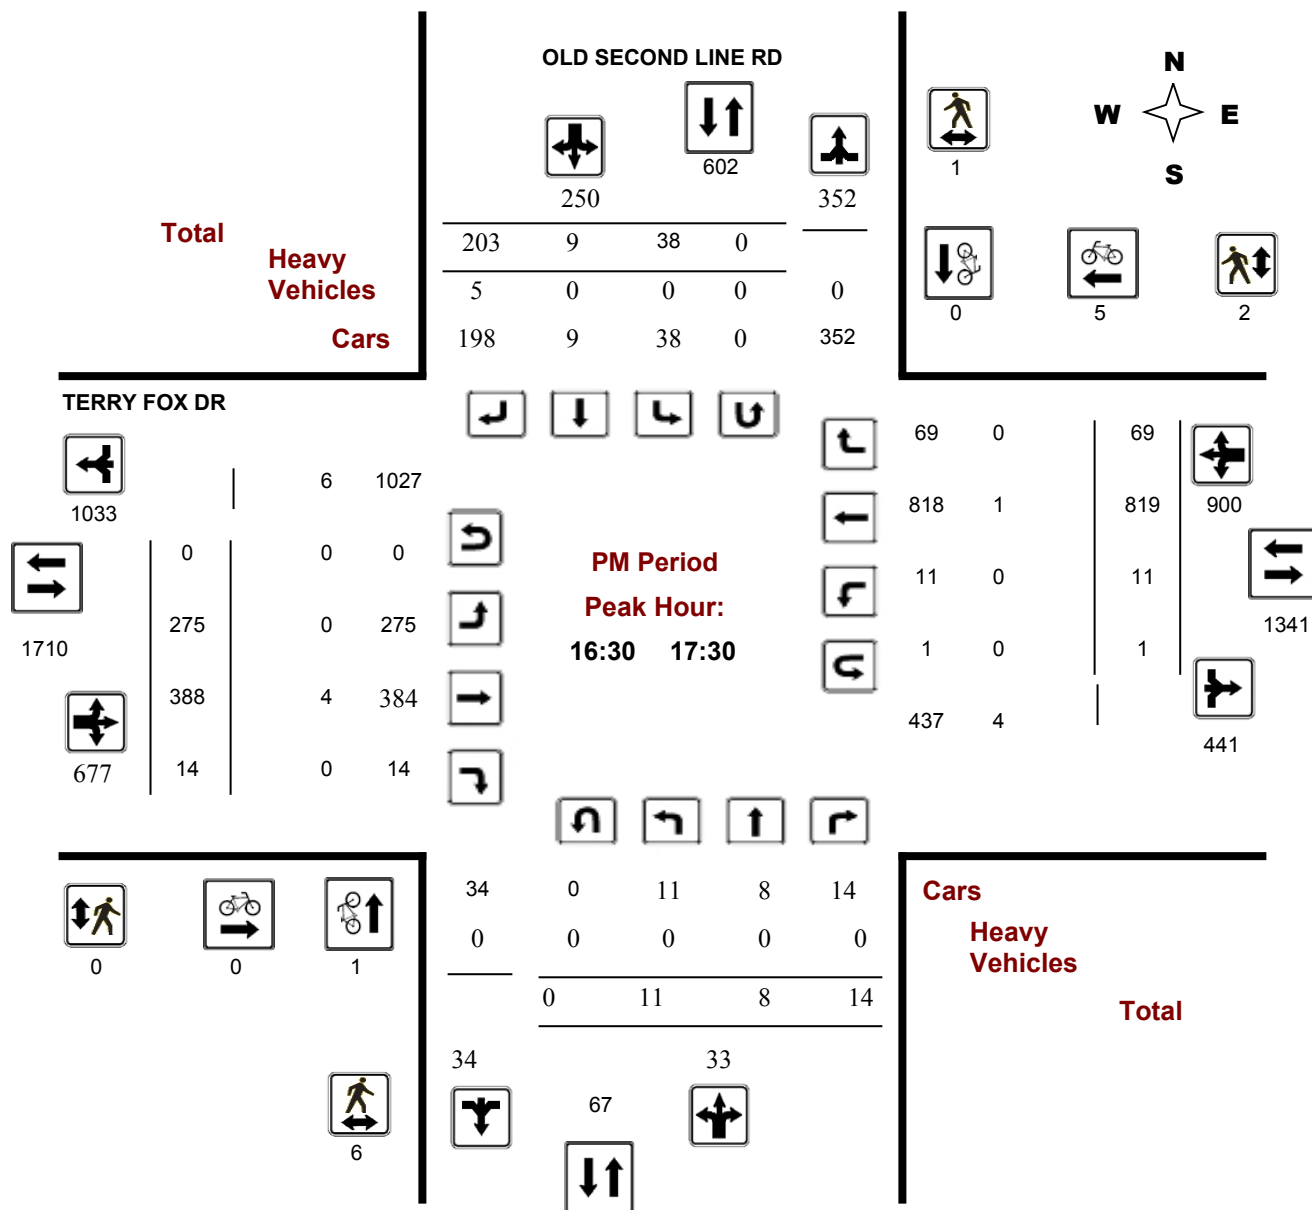 OLD SECOND LINE RD
N
W E
S
602
1
250 352
Total 203 9 38 0
Heavy
Vehicles 5 0 0 0 0
0 5 2
Cars 198 9 38 0 352
TERRY FOX DR
69 0 69
6 1027
1033
818 1 819 900
0 0 0
PM Period
11 0 11
Peak Hour:
275 0 275
1341
1710
16:30 17:30
1 0 1
388 4 384
437 4
441
677 14 0 14
34 0 11 8 14 Cars
0 0 0 0 0 Heavy
Vehicles
0 0 1
0 11 8 14
Total
34 33
67
6